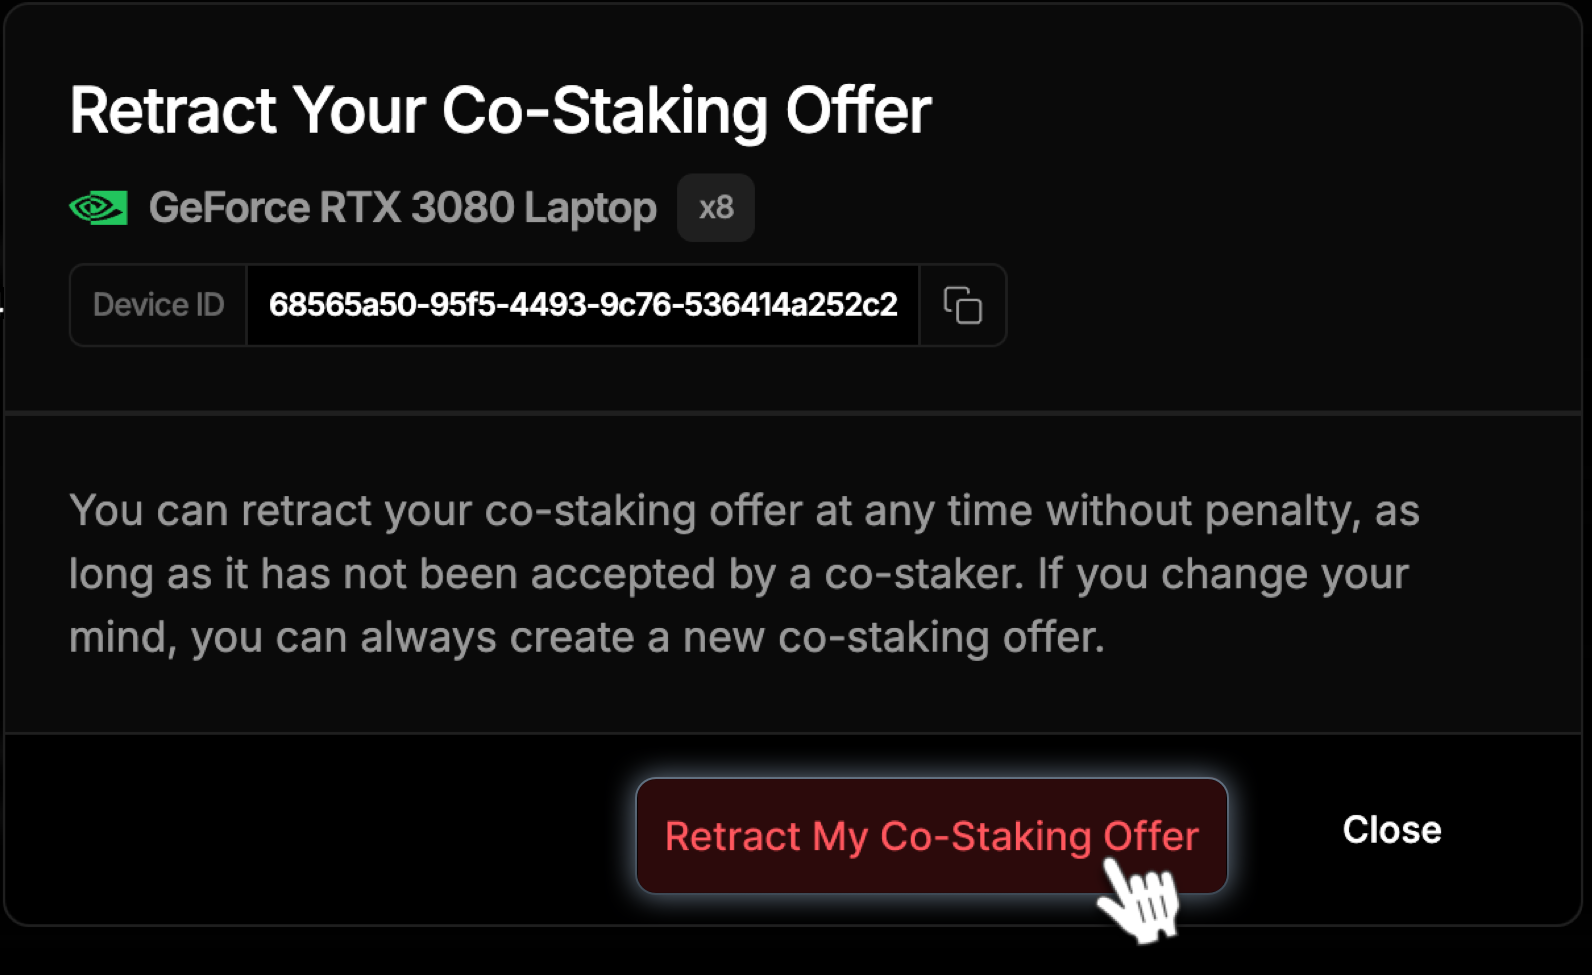 Retract Your Co-Staking Offer
GeForce RTX 3080 Laptop x8
Device ID 68565a50-95f5-4493-9c76-536414a252c2
You can retract your co-staking offer at any time without penalty, as
long as it has not been accepted by a co-staker. If you change your
mind, you can always create a new co-staking offer.
Retract My Co-Staking Offer Close